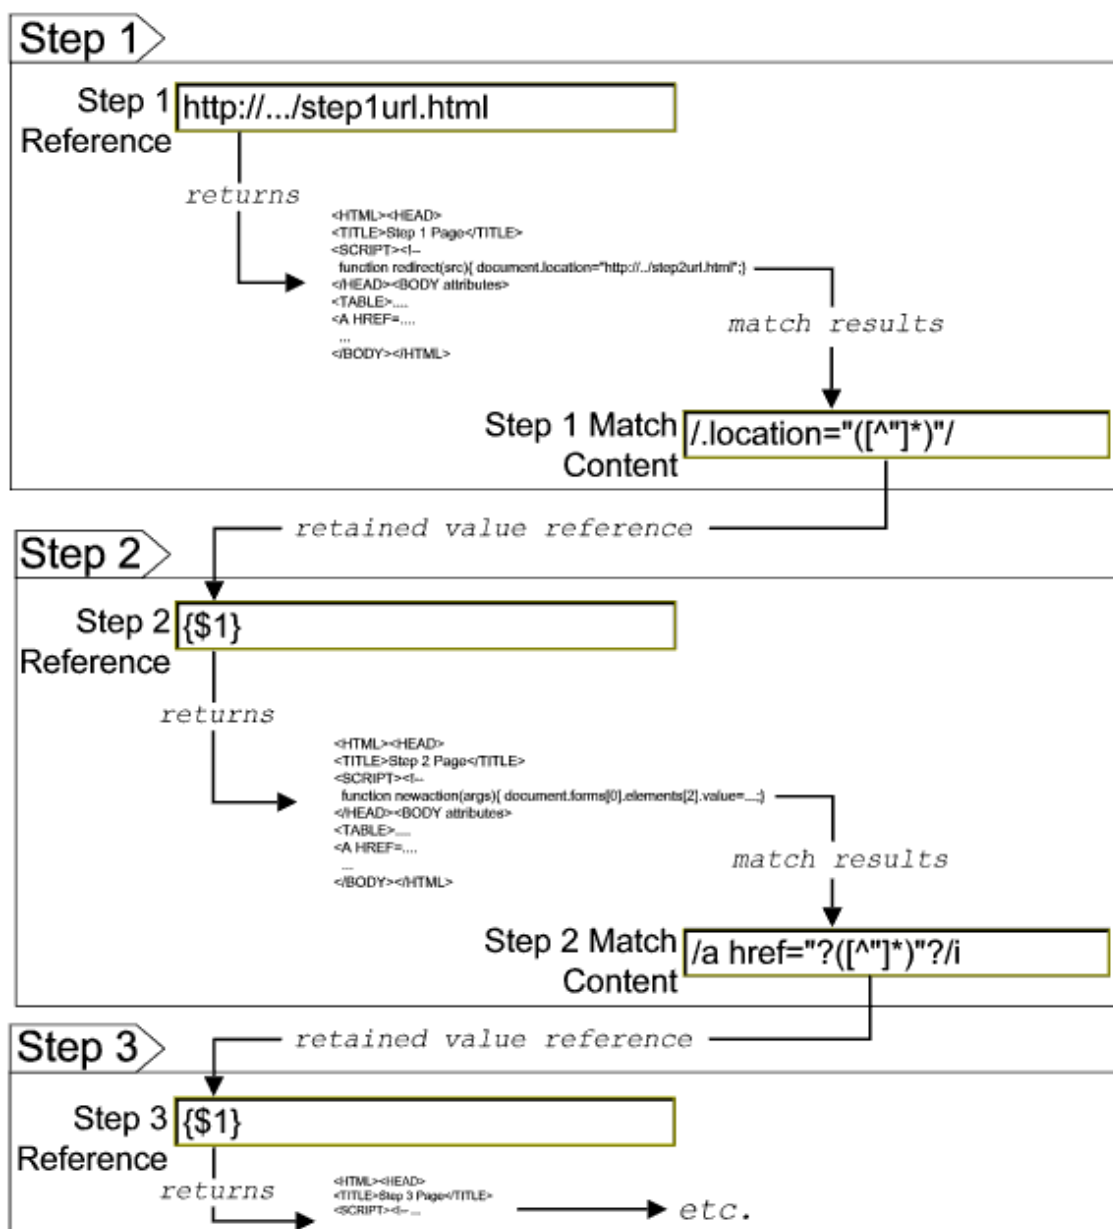 Step 1
Step 1
Reference
http://.../step1url.html
returns
<HTML><HEAD>
<TITLE>Step 1 Page</TITLE>
<SCRIPT><!--
function redirect(src){ document.location="http://../step2url.html";}
</HEAD><BODY attributes>
<TABLE>....
<A HREF=....
...
</BODY></HTML>
match results
Step 1 Match
Content
/.location="([^"]*)"/
retained value reference
Step 2
Step 2
Reference
{$1}
returns
<HTML><HEAD>
<TITLE>Step 2 Page</TITLE>
<SCRIPT><!--
function newaction(args){ document.forms[0].elements[2].value=...;}
</HEAD><BODY attributes>
<TABLE>....
<A HREF=....
...
</BODY></HTML>
match results
Step 2 Match
Content
/a href="?([^"]*)"?/i
retained value reference
Step 3
Step 3
Reference
{$1}
returns
<HTML><HEAD>
<TITLE>Step 3 Page</TITLE>
<SCRIPT><!-- ...
etc.